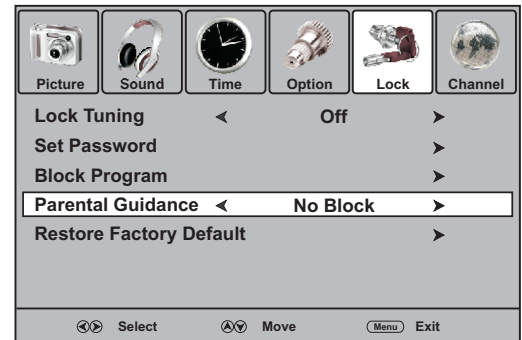 Picture Sound Time Option Lock Channel
Lock Tuning Off
Set Password
Block Program
Parental Guidance No Block
Restore Factory Default
Select Move Menu Exit